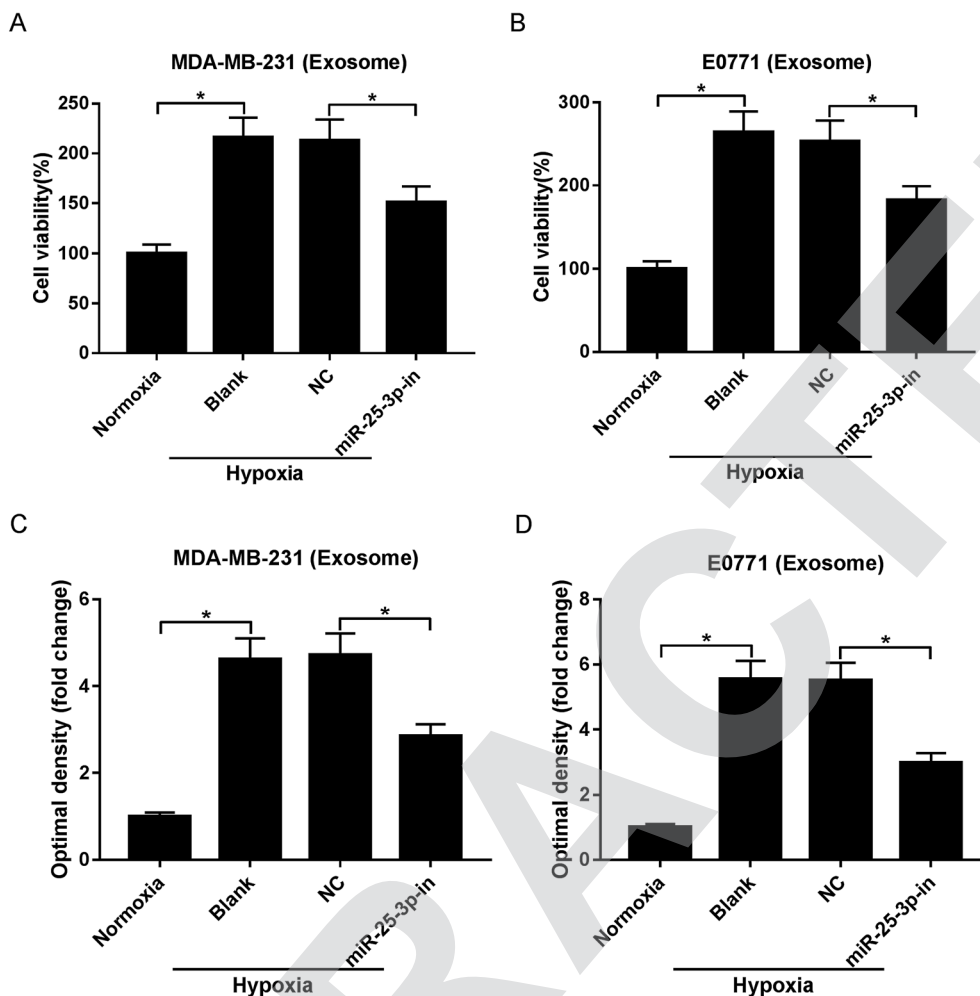 A
MDA-MB-231 (Exosome)
Cell viability(%)
250
200
150
100
50
0
*
*
Normoxia
Blank
NC
miR-25-3p-in
Hypoxia
B
E0771 (Exosome)
Cell viability(%)
300
200
100
0
*
*
Normoxia
Blank
NC
miR-25-3p-in
Hypoxia
C
MDA-MB-231 (Exosome)
Optimal density (fold change)
6
4
2
0
*
*
Normoxia
Blank
NC
miR-25-3p-in
Hypoxia
D
E0771 (Exosome)
Optimal density (fold change)
8
6
4
2
0
*
*
Normoxia
Blank
NC
miR-25-3p-in
Hypoxia
RACTE